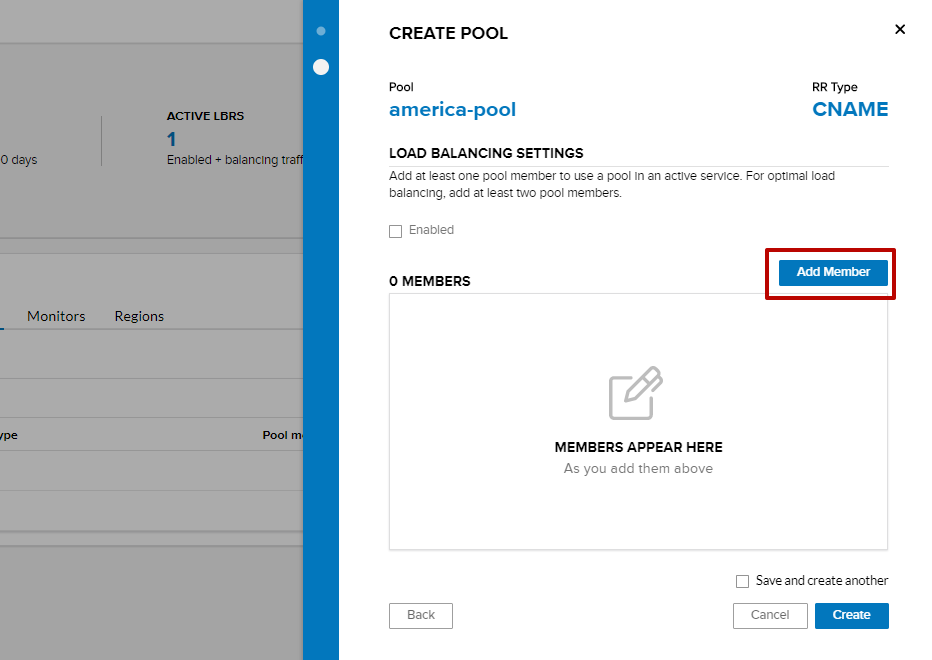 CREATE POOL
Pool
america-pool
RR Type
CNAME
LOAD BALANCING SETTINGS
Add at least one pool member to use a pool in an active service. For optimal load
balancing, add at least two pool members.
Enabled
0 MEMBERS
Add Member
MEMBERS APPEAR HERE
As you add them above
Save and create another
Back
Cancel
Create
ACTIVE LBRS
1
0 days
Enabled + balancing traff
Monitors
Regions
ype
Pool m